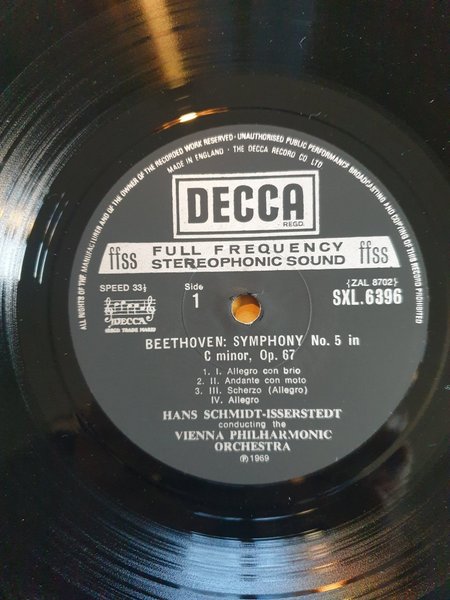 ALL RIGHTS OF THE MANUFACTURER AND OF THE OWNER OF THE RECORDED WORK RESERVED · UNAUTHORISED PUBLIC PERFORMANCE BROADCASTING AND COPYING OF THIS RECORD PROHIBITED
MADE IN ENGLAND · THE DECCA RECORD CO LTD
DECCA
REGD.
ffss FULL FREQUENCY ffss
STEREOPHONIC SOUND
SPEED 33⅓ Side {ZAL 8702}
1 SXL.6396
DECCA
REGD TRADE MARK
BEETHOVEN: SYMPHONY No. 5 in
C minor, Op. 67
1. I. Allegro con brio
2. II. Andante con moto
3. III. Scherzo (Allegro)
IV. Allegro
HANS SCHMIDT-ISSERSTEDT
conducting the
VIENNA PHILHARMONIC
ORCHESTRA
℗ 1969